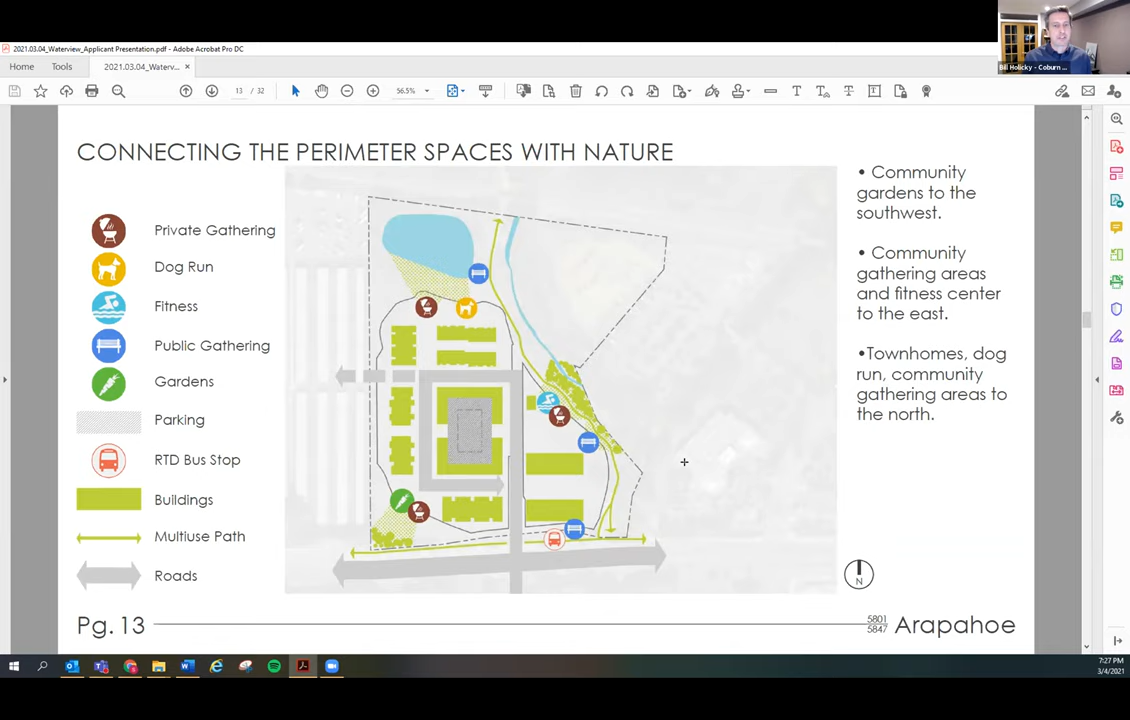 Bill Holicky - Coburn ...
2021.03.04_Waterview_Applicant Presentation.pdf - Adobe Acrobat Pro DC
Home
Tools
2021.03.04_Waterv... ×
13 / 32
56.5%
CONNECTING THE PERIMETER SPACES WITH NATURE
Private Gathering
Dog Run
Fitness
Public Gathering
Gardens
Parking
RTD Bus Stop
Buildings
Multiuse Path
Roads
• Community
gardens to the
southwest.
• Community
gathering areas
and fitness center
to the east.
•Townhomes, dog
run, community
gathering areas to
the north.
N
Pg. 13
5801
5847
Arapahoe
7:27 PM
3/4/2021